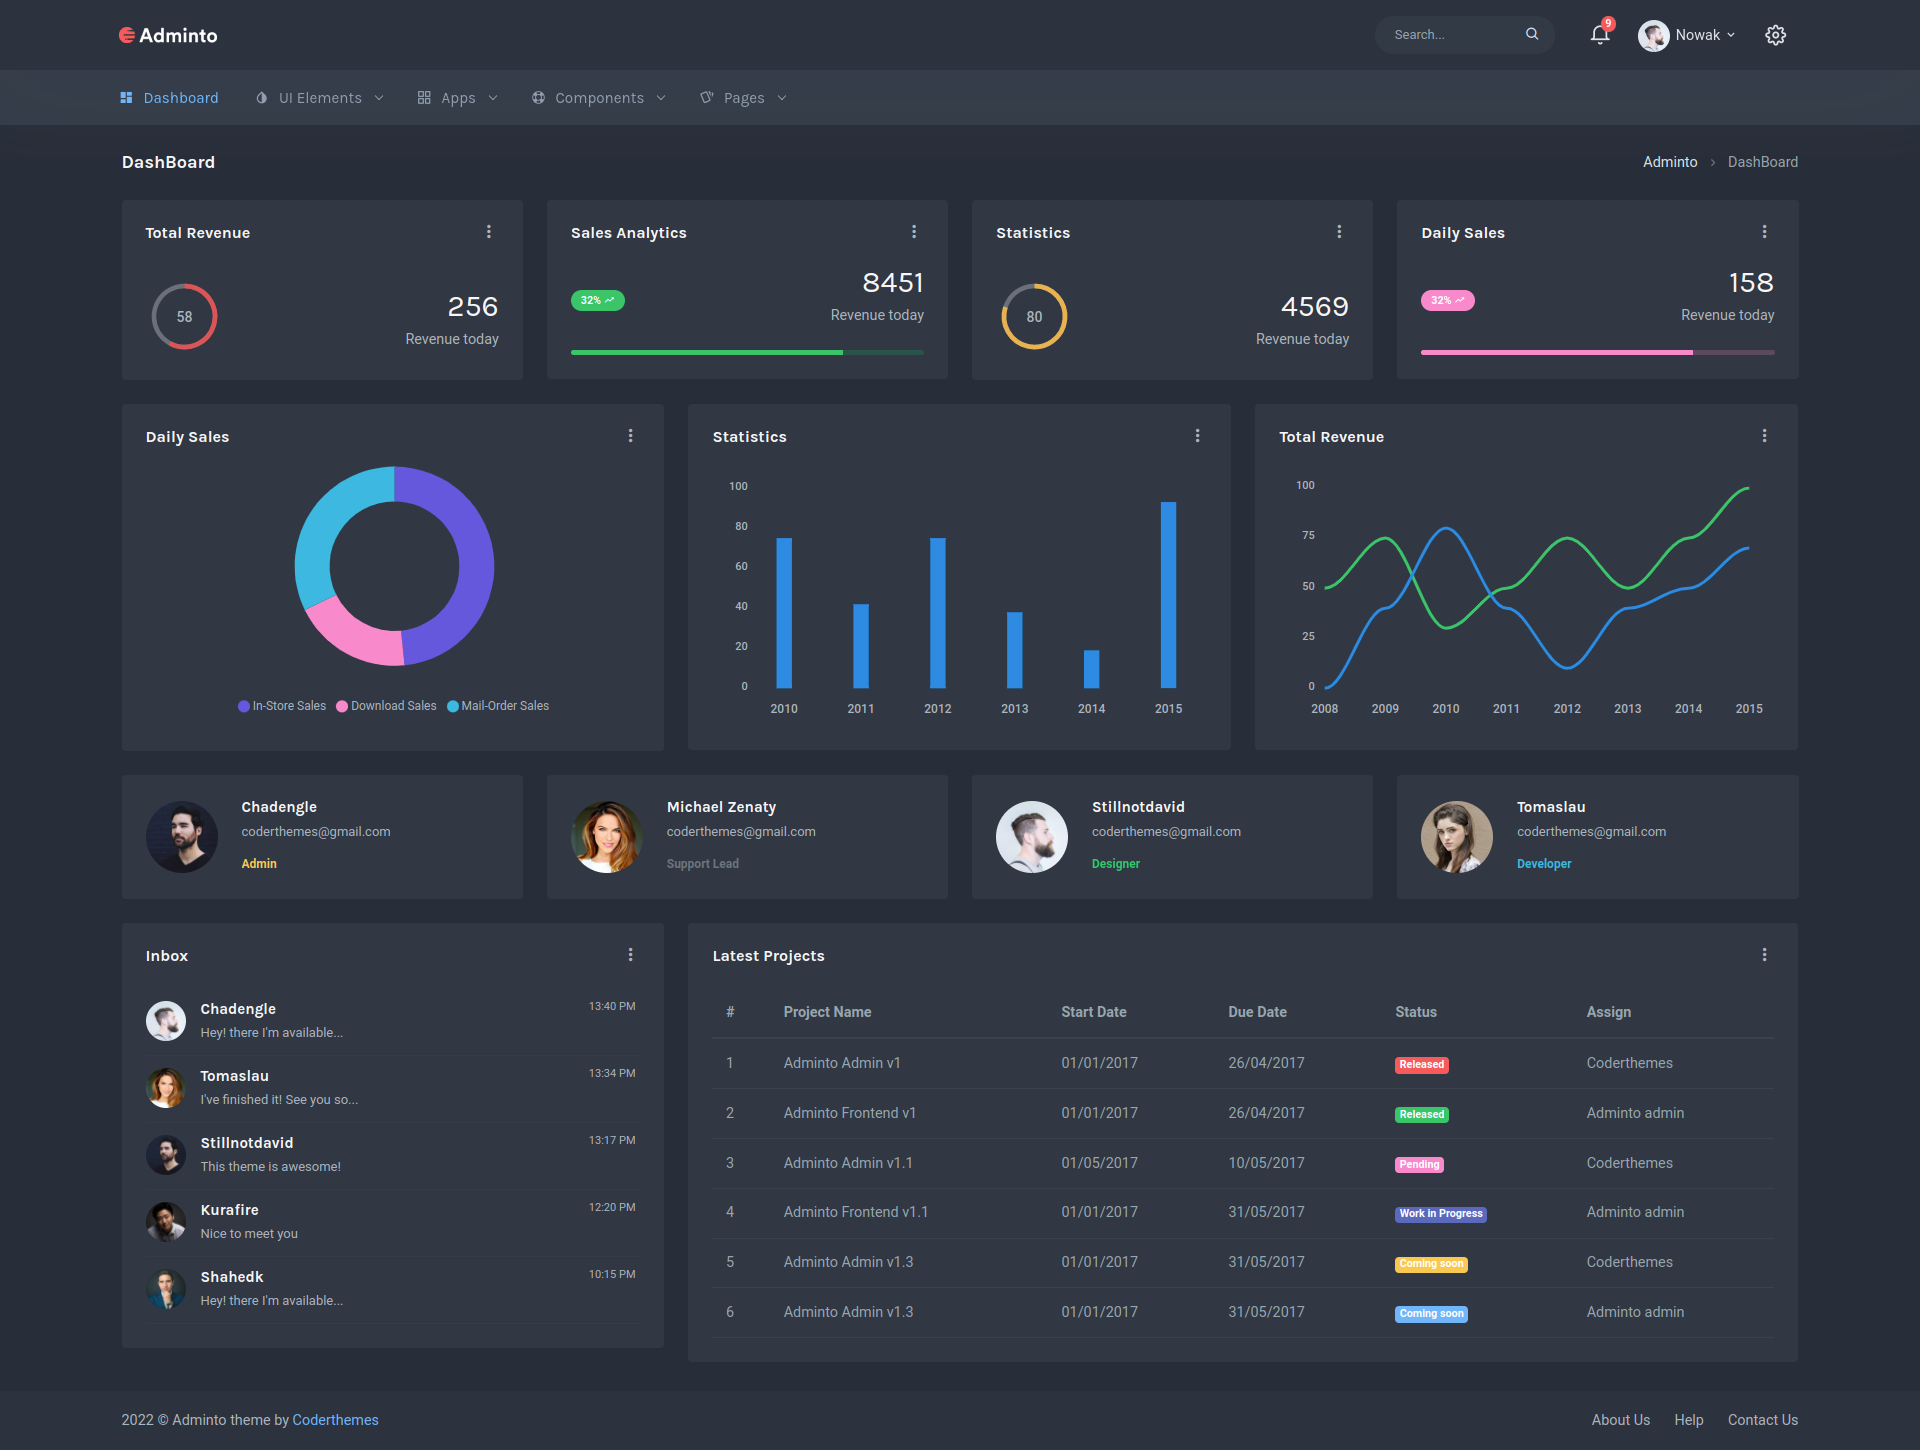 Adminto
Search...
9
Nowak
Dashboard
UI Elements
Apps
Components
Pages
DashBoard
Adminto
DashBoard
Total Revenue
58
256
Revenue today
Sales Analytics
32%
8451
Revenue today
Statistics
80
4569
Revenue today
Daily Sales
32%
158
Revenue today
Daily Sales
In-Store Sales Download Sales Mail-Order Sales
Statistics
100
80
60
40
20
0
2010 2011 2012 2013 2014 2015
Total Revenue
100
75
50
25
0
2008 2009 2010 2011 2012 2013 2014 2015
Chadengle
coderthemes@gmail.com
Admin
Michael Zenaty
coderthemes@gmail.com
Support Lead
Stillnotdavid
coderthemes@gmail.com
Designer
Tomaslau
coderthemes@gmail.com
Developer
Inbox
Chadengle 13:40 PM
Hey! there I'm available...
Tomaslau 13:34 PM
I've finished it! See you so...
Stillnotdavid 13:17 PM
This theme is awesome!
Kurafire 12:20 PM
Nice to meet you
Shahedk 10:15 PM
Hey! there I'm available...
Latest Projects
# Project Name Start Date Due Date Status Assign
1 Adminto Admin v1 01/01/2017 26/04/2017 Released Coderthemes
2 Adminto Frontend v1 01/01/2017 26/04/2017 Released Adminto admin
3 Adminto Admin v1.1 01/05/2017 10/05/2017 Pending Coderthemes
4 Adminto Frontend v1.1 01/01/2017 31/05/2017 Work in Progress Adminto admin
5 Adminto Admin v1.3 01/01/2017 31/05/2017 Coming soon Coderthemes
6 Adminto Admin v1.3 01/01/2017 31/05/2017 Coming soon Adminto admin
2022 © Adminto theme by Coderthemes
About Us Help Contact Us